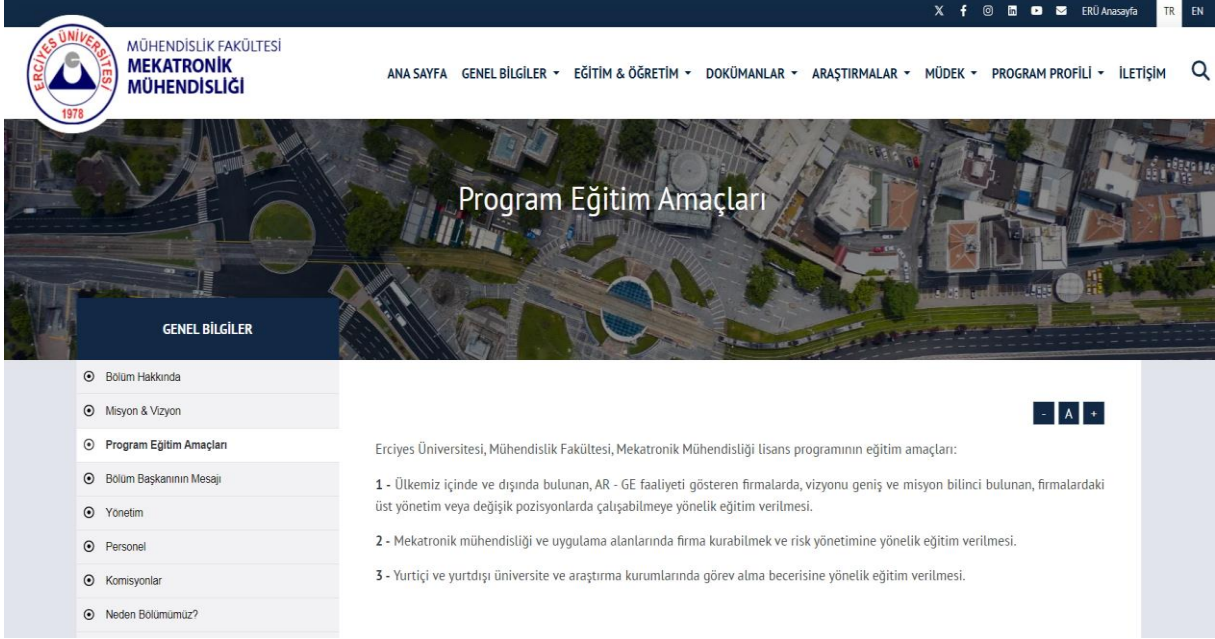 ERÜ Anasayfa TR EN
ERCİYES ÜNİVERSİTESİ
1978
MÜHENDİSLİK FAKÜLTESİ
MEKATRONİK
MÜHENDİSLİĞİ
ANA SAYFA GENEL BİLGİLER EĞİTİM & ÖĞRETİM DOKÜMANLAR ARAŞTIRMALAR MÜDEK PROGRAM PROFİLİ İLETİŞİM
Program Eğitim Amaçları
GENEL BİLGİLER
Bölüm Hakkında
Misyon & Vizyon
Program Eğitim Amaçları
Bölüm Başkanının Mesajı
Yönetim
Personel
Komisyonlar
Neden Bölümümüz?
- A +
Erciyes Üniversitesi, Mühendislik Fakültesi, Mekatronik Mühendisliği lisans programının eğitim amaçları:
1 - Ülkemiz içinde ve dışında bulunan, AR - GE faaliyeti gösteren firmalarda, vizyonu geniş ve misyon bilinci bulunan, firmalardaki
üst yönetim veya değişik pozisyonlarda çalışabilmeye yönelik eğitim verilmesi.
2 - Mekatronik mühendisliği ve uygulama alanlarında firma kurabilmek ve risk yönetimine yönelik eğitim verilmesi.
3 - Yurtiçi ve yurtdışı üniversite ve araştırma kurumlarında görev alma becerisine yönelik eğitim verilmesi.